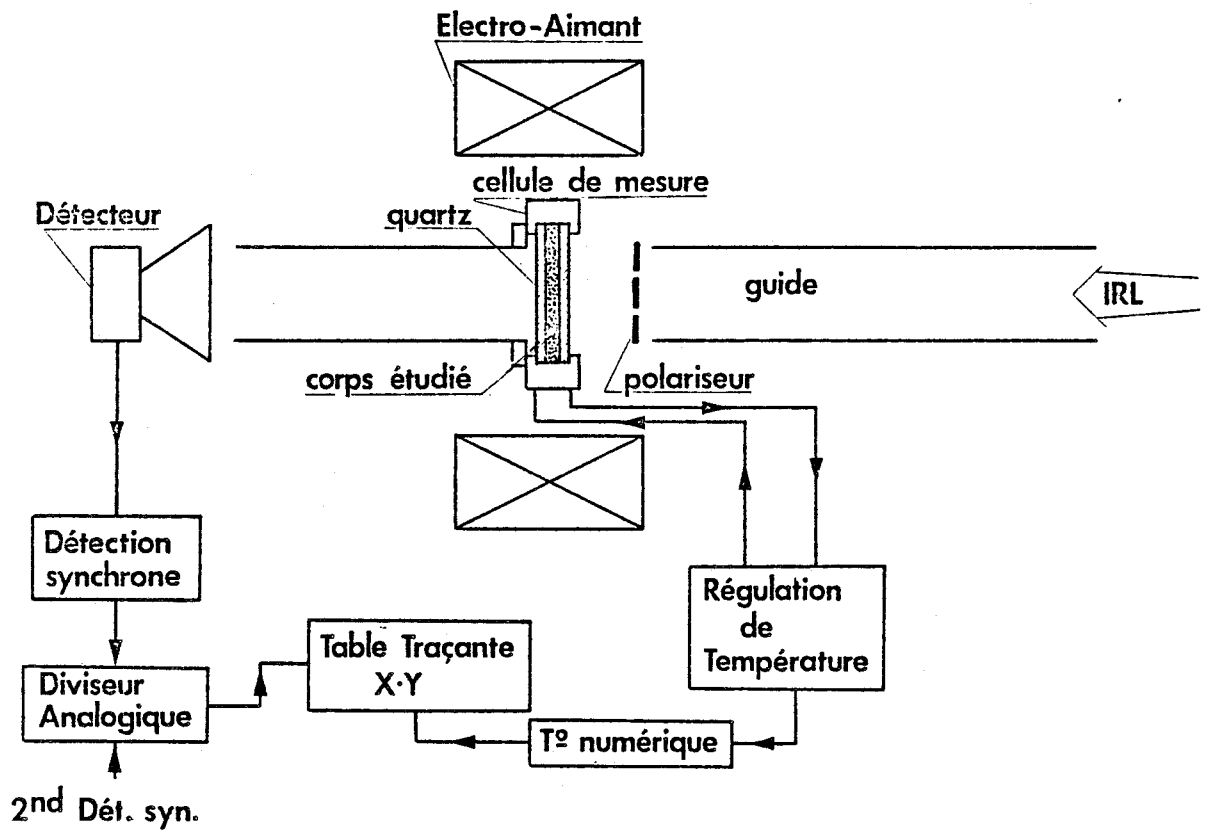 Electro-Aimant
cellule de mesure
Détecteur
quartz
guide
IRL
corps étudié
polariseur
Détection
synchrone
Régulation
de
Température
Table Traçante
X·Y
Diviseur
Analogique
Tº numérique
2nd Dét. syn.